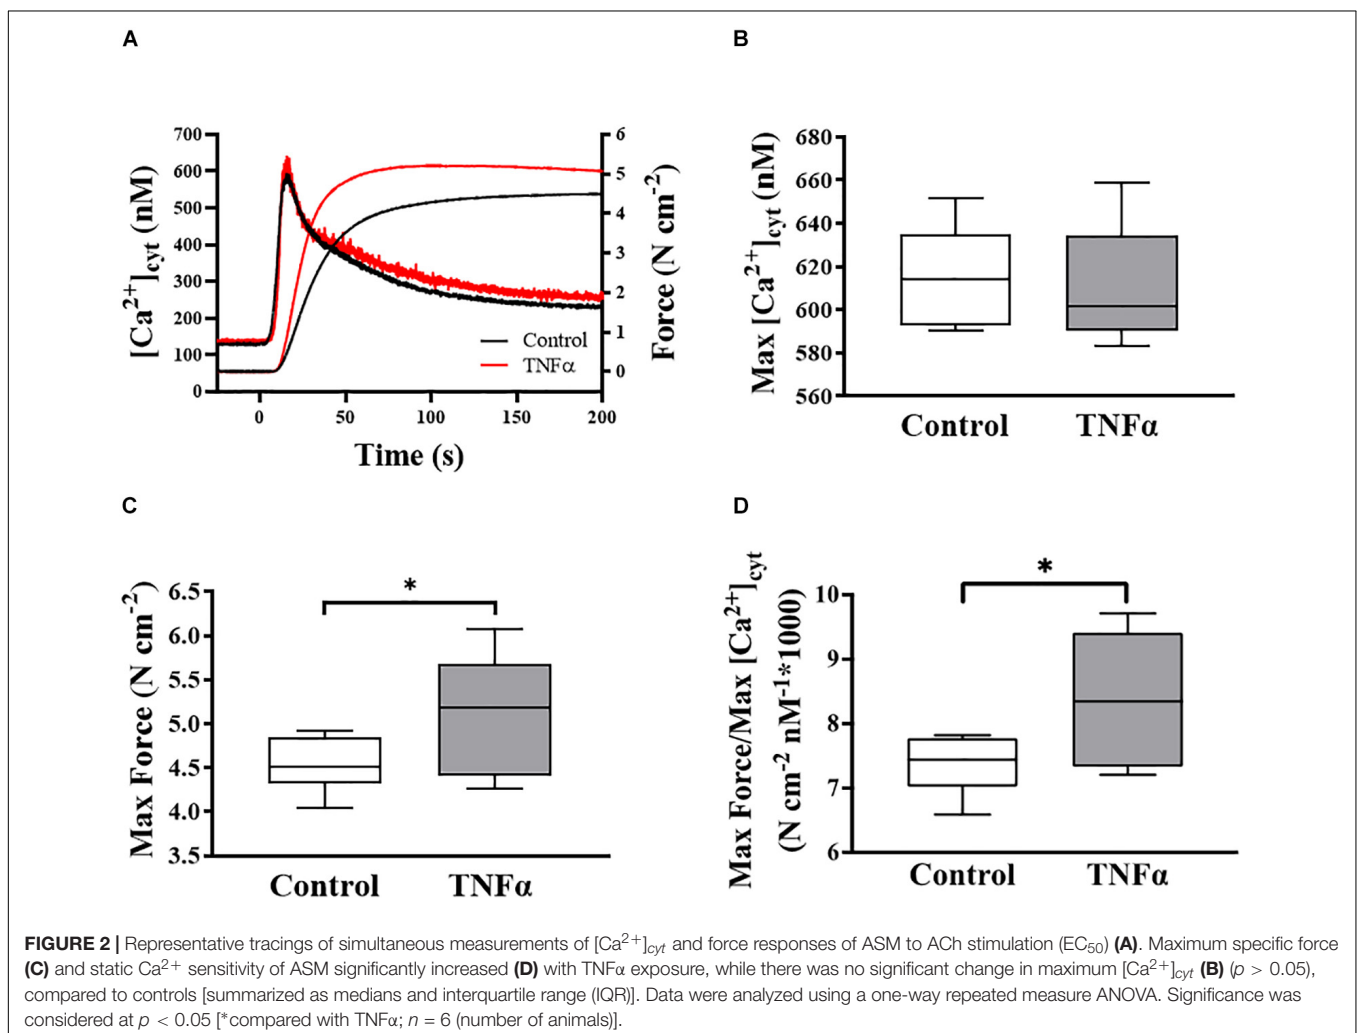 A
[Ca²⁺]cyt (nM)
700
600
500
400
300
200
100
0
6
5
4
3
2
1
0
Force (N cm⁻²)
Control
TNFα
0
50
100
150
200
Time (s)
B
Max [Ca²⁺]cyt (nM)
680
660
640
620
600
580
560
Control
TNFα
C
Max Force (N cm⁻²)
6.5
6.0
5.5
5.0
4.5
4.0
3.5
*
Control
TNFα
D
Max Force/Max [Ca²⁺]cyt
(N cm⁻² nM⁻¹*1000)
10
9
8
7
6
*
Control
TNFα
FIGURE 2 | Representative tracings of simultaneous measurements of [Ca²⁺]cyt and force responses of ASM to ACh stimulation (EC₅₀) (A). Maximum specific force
(C) and static Ca²⁺ sensitivity of ASM significantly increased (D) with TNFα exposure, while there was no significant change in maximum [Ca²⁺]cyt (B) (p > 0.05),
compared to controls [summarized as medians and interquartile range (IQR)]. Data were analyzed using a one-way repeated measure ANOVA. Significance was
considered at p < 0.05 [*compared with TNFα; n = 6 (number of animals)].